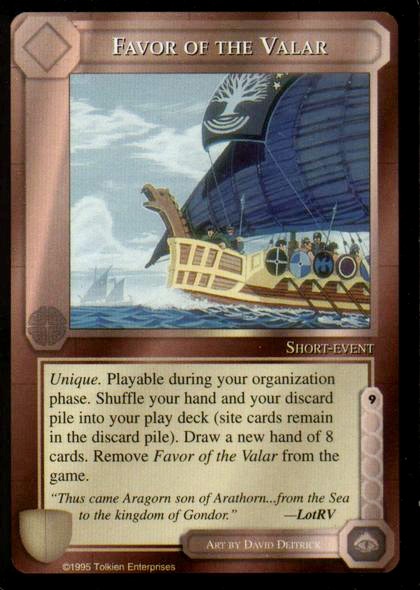 FAVOR OF THE VALAR
SHORT-EVENT
Unique. Playable during your organization
phase. Shuffle your hand and your discard
pile into your play deck (site cards remain
in the discard pile). Draw a new hand of 8
cards. Remove Favor of the Valar from the
game.
9
"Thus came Aragorn son of Arathorn...from the Sea
to the kingdom of Gondor." —LotRV
ART BY DAVID DEITRICK
©1995 Tolkien Enterprises